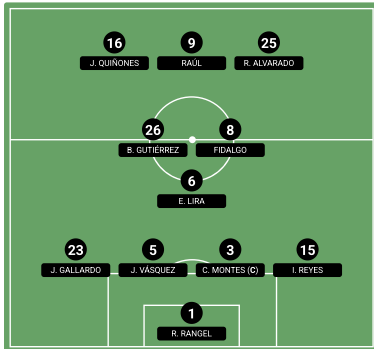 16 9 25
J. QUIÑONES RAÚL R. ALVARADO
26 8
B. GUTIÉRREZ FIDALGO
6
E. LIRA
23 5 3 15
J. GALLARDO J. VÁSQUEZ C. MONTES (C) I. REYES
1
R. RANGEL